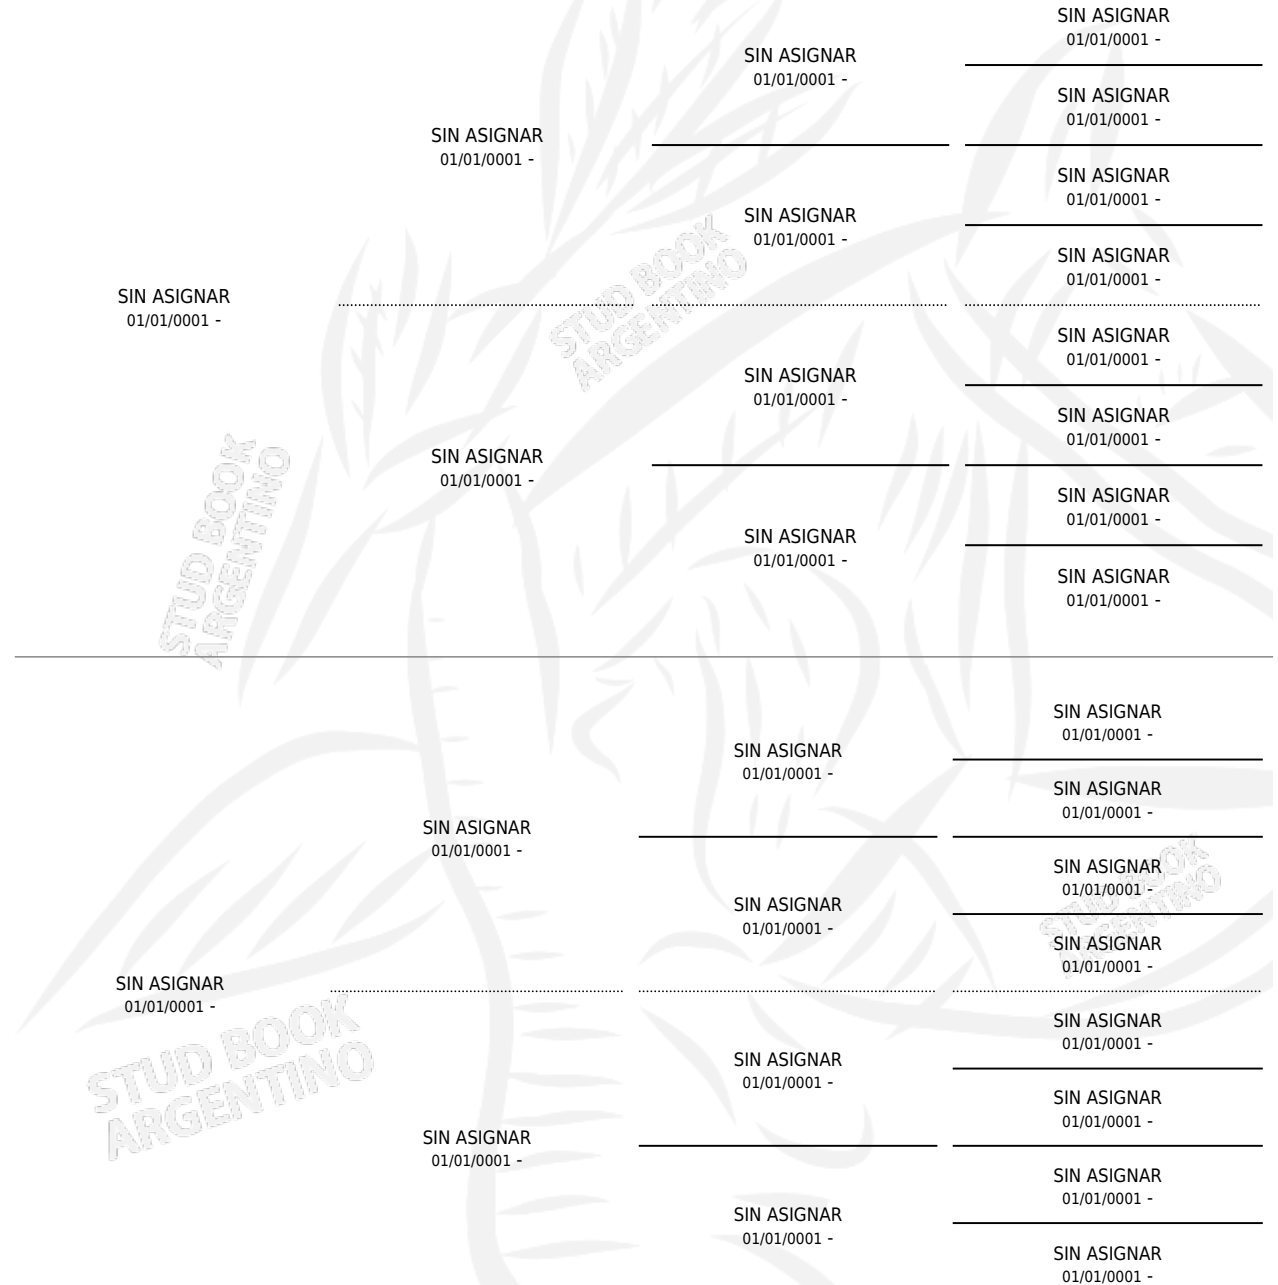 SIN ASIGNAR
01/01/0001 -
SIN ASIGNAR
01/01/0001 -
SIN ASIGNAR
01/01/0001 -
SIN ASIGNAR
01/01/0001 -
SIN ASIGNAR
01/01/0001 -
SIN ASIGNAR
01/01/0001 -
SIN ASIGNAR
01/01/0001 -
SIN ASIGNAR
01/01/0001 -
SIN ASIGNAR
01/01/0001 -
SIN ASIGNAR
01/01/0001 -
SIN ASIGNAR
01/01/0001 -
SIN ASIGNAR
01/01/0001 -
SIN ASIGNAR
01/01/0001 -
SIN ASIGNAR
01/01/0001 -
SIN ASIGNAR
01/01/0001 -
STUD BOOK
ARGENTINO
STUD BOOK
ARGENTINO
SIN ASIGNAR
01/01/0001 -
SIN ASIGNAR
01/01/0001 -
SIN ASIGNAR
01/01/0001 -
SIN ASIGNAR
01/01/0001 -
SIN ASIGNAR
01/01/0001 -
SIN ASIGNAR
01/01/0001 -
SIN ASIGNAR
01/01/0001 -
SIN ASIGNAR
01/01/0001 -
SIN ASIGNAR
01/01/0001 -
SIN ASIGNAR
01/01/0001 -
SIN ASIGNAR
01/01/0001 -
SIN ASIGNAR
01/01/0001 -
SIN ASIGNAR
01/01/0001 -
SIN ASIGNAR
01/01/0001 -
SIN ASIGNAR
01/01/0001 -
STUD BOOK
ARGENTINO
STUD BOOK
ARGENTINO